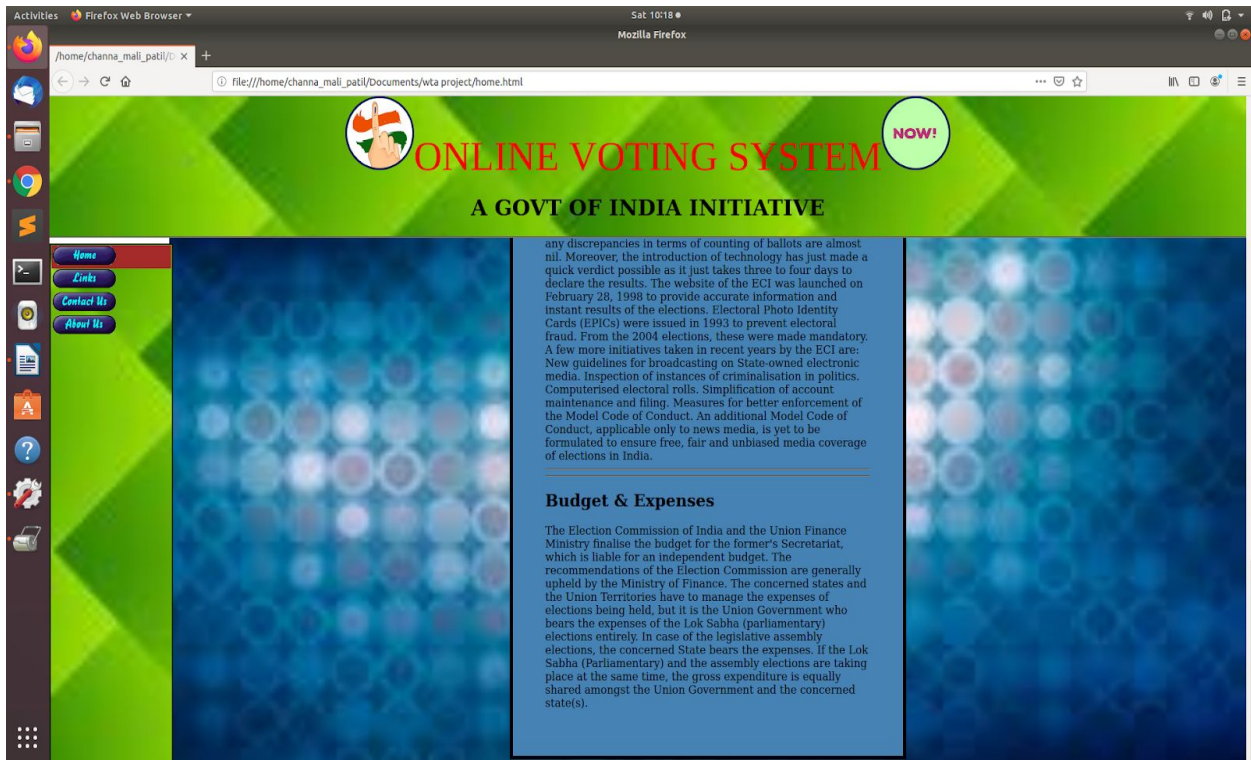 Activities Firefox Web Browser
Sat 10:18
Mozilla Firefox
/home/channa_mali_patil/D
file:///home/channa_mali_patil/Documents/wta project/home.html
ONLINE VOTING SYSTEM
NOW!
A GOVT OF INDIA INITIATIVE
Home
Links
Contact Us
About Us
any discrepancies in terms of counting of ballots are almost
nil. Moreover, the introduction of technology has just made a
quick verdict possible as it just takes three to four days to
declare the results. The website of the ECI was launched on
February 28, 1998 to provide accurate information and
instant results of the elections. Electoral Photo Identity
Cards (EPICs) were issued in 1993 to prevent electoral
fraud. From the 2004 elections, these were made mandatory.
A few more initiatives taken in recent years by the ECI are:
New guidelines for broadcasting on State-owned electronic
media. Inspection of instances of criminalisation in politics.
Computerised electoral rolls. Simplification of account
maintenance and filing. Measures for better enforcement of
the Model Code of Conduct. An additional Model Code of
Conduct, applicable only to news media, is yet to be
formulated to ensure free, fair and unbiased media coverage
of elections in India.
Budget & Expenses
The Election Commission of India and the Union Finance
Ministry finalise the budget for the former's Secretariat,
which is liable for an independent budget. The
recommendations of the Election Commission are generally
upheld by the Ministry of Finance. The concerned states and
the Union Territories have to manage the expenses of
elections being held, but it is the Union Government who
bears the expenses of the Lok Sabha (parliamentary)
elections entirely. In case of the legislative assembly
elections, the concerned State bears the expenses. If the Lok
Sabha (Parliamentary) and the assembly elections are taking
place at the same time, the gross expenditure is equally
shared amongst the Union Government and the concerned
state(s).